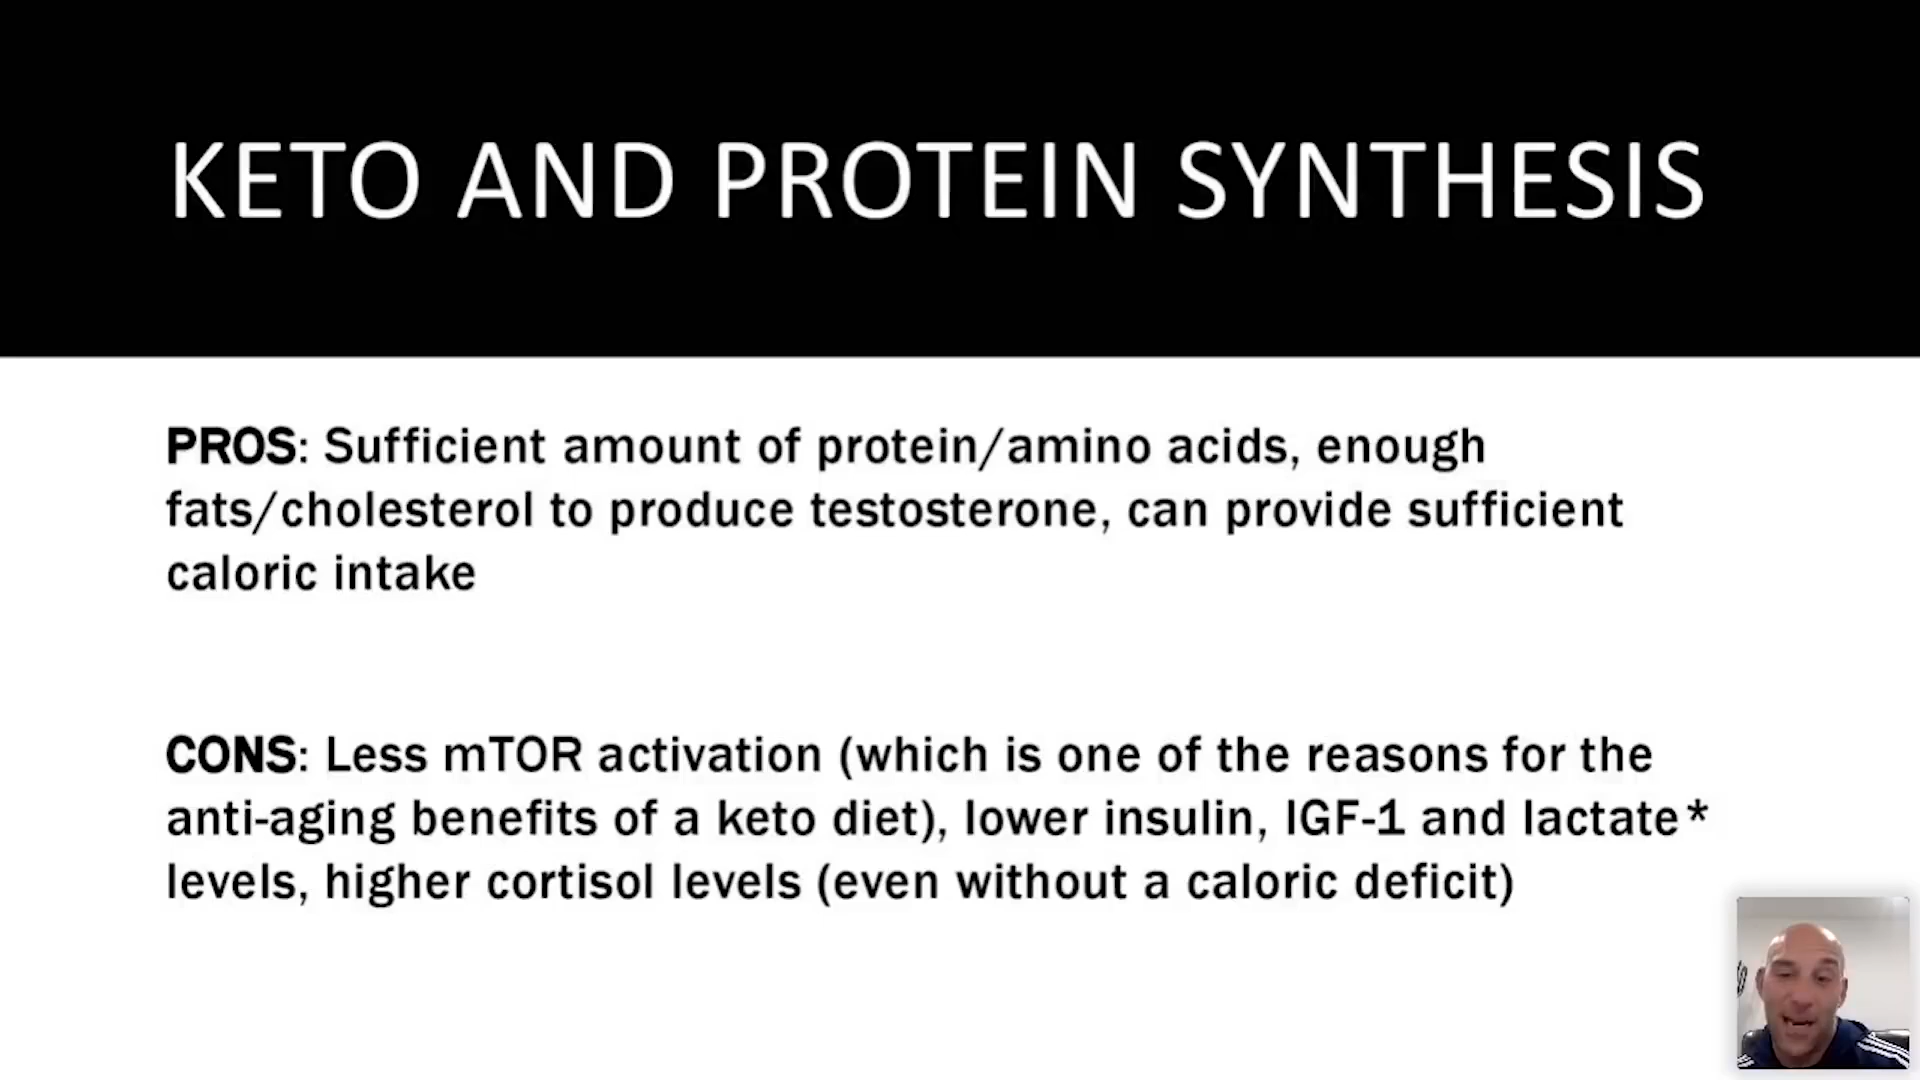 KETO AND PROTEIN SYNTHESIS
PROS: Sufficient amount of protein/amino acids, enough
fats/cholesterol to produce testosterone, can provide sufficient
caloric intake
CONS: Less mTOR activation (which is one of the reasons for the
anti-aging benefits of a keto diet), lower insulin, IGF-1 and lactate*
levels, higher cortisol levels (even without a caloric deficit)